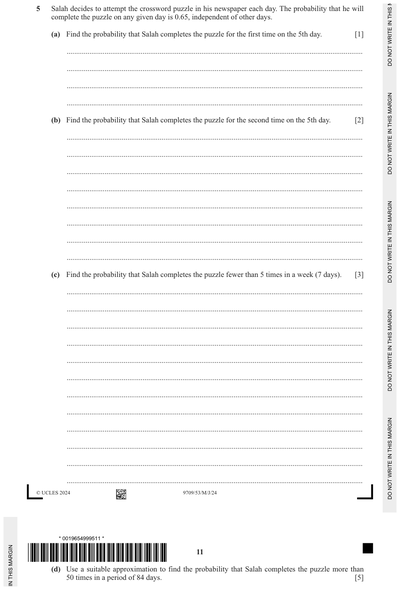 5 Salah decides to attempt the crossword puzzle in his newspaper each day. The probability that he will
complete the puzzle on any given day is 0.65, independent of other days.
(a) Find the probability that Salah completes the puzzle for the first time on the 5th day. [1]
(b) Find the probability that Salah completes the puzzle for the second time on the 5th day. [2]
(c) Find the probability that Salah completes the puzzle fewer than 5 times in a week (7 days). [3]
© UCLES 2024 9709/53/M/J/24
DO NOT WRITE IN THIS M
DO NOT WRITE IN THIS MARGIN
DO NOT WRITE IN THIS MARGIN
DO NOT WRITE IN THIS MARGIN
DO NOT WRITE IN THIS MARGIN
IN THIS MARGIN
* 0019654999511 *
11
(d) Use a suitable approximation to find the probability that Salah completes the puzzle more than
50 times in a period of 84 days. [5]